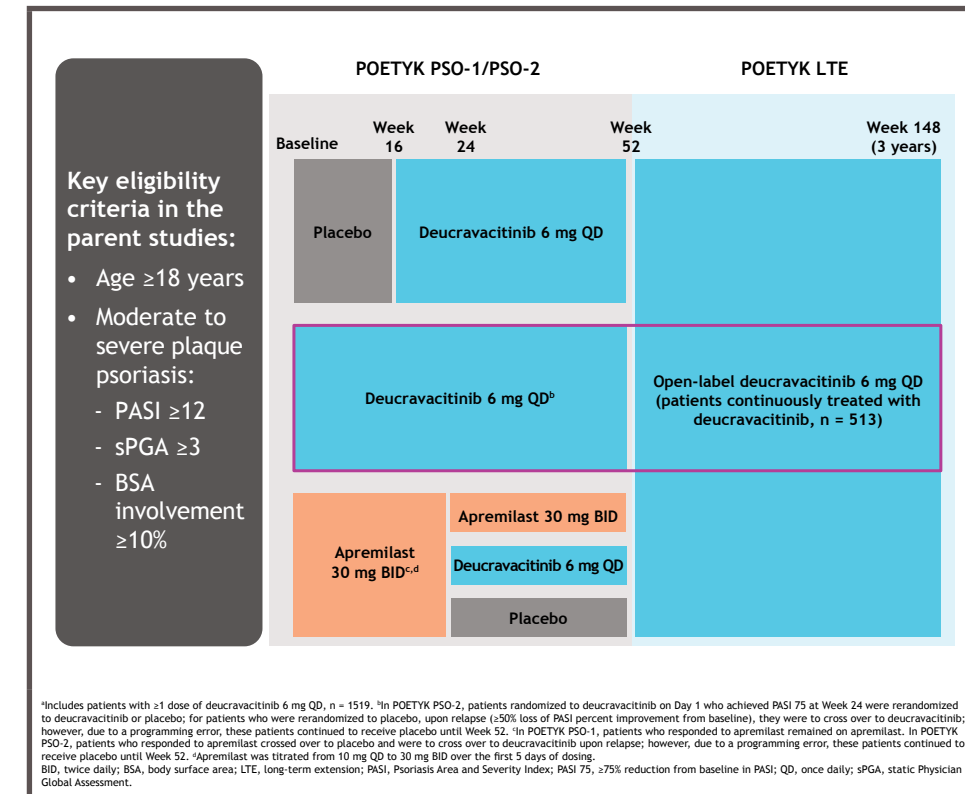 Key eligibility
criteria in the
parent studies:
• Age ≥18 years
• Moderate to
severe plaque
psoriasis:
- PASI ≥12
- sPGA ≥3
- BSA
involvement
≥10%
POETYK PSO-1/PSO-2
POETYK LTE
Baseline
Week
16
Week
24
Week
52
Week 148
(3 years)
Placebo
Deucravacitinib 6 mg QD
Deucravacitinib 6 mg QDᵇ
Open-label deucravacitinib 6 mg QD
(patients continuously treated with
deucravacitinib, n = 513)
Apremilast
30 mg BIDᶜ,ᵈ
Apremilast 30 mg BID
Deucravacitinib 6 mg QD
Placebo
ᵃIncludes patients with ≥1 dose of deucravacitinib 6 mg QD, n = 1519. ᵇIn POETYK PSO-2, patients randomized to deucravacitinib on Day 1 who achieved PASI 75 at Week 24 were rerandomized
to deucravacitinib or placebo; for patients who were rerandomized to placebo, upon relapse (≥50% loss of PASI percent improvement from baseline), they were to cross over to deucravacitinib;
however, due to a programming error, these patients continued to receive placebo until Week 52. ᶜIn POETYK PSO-1, patients who responded to apremilast remained on apremilast. In POETYK
PSO-2, patients who responded to apremilast crossed over to placebo and were to cross over to deucravacitinib upon relapse; however, due to a programming error, these patients continued to
receive placebo until Week 52. ᵈApremilast was titrated from 10 mg QD to 30 mg BID over the first 5 days of dosing.
BID, twice daily; BSA, body surface area; LTE, long-term extension; PASI, Psoriasis Area and Severity Index; PASI 75, ≥75% reduction from baseline in PASI; QD, once daily; sPGA, static Physician
Global Assessment.